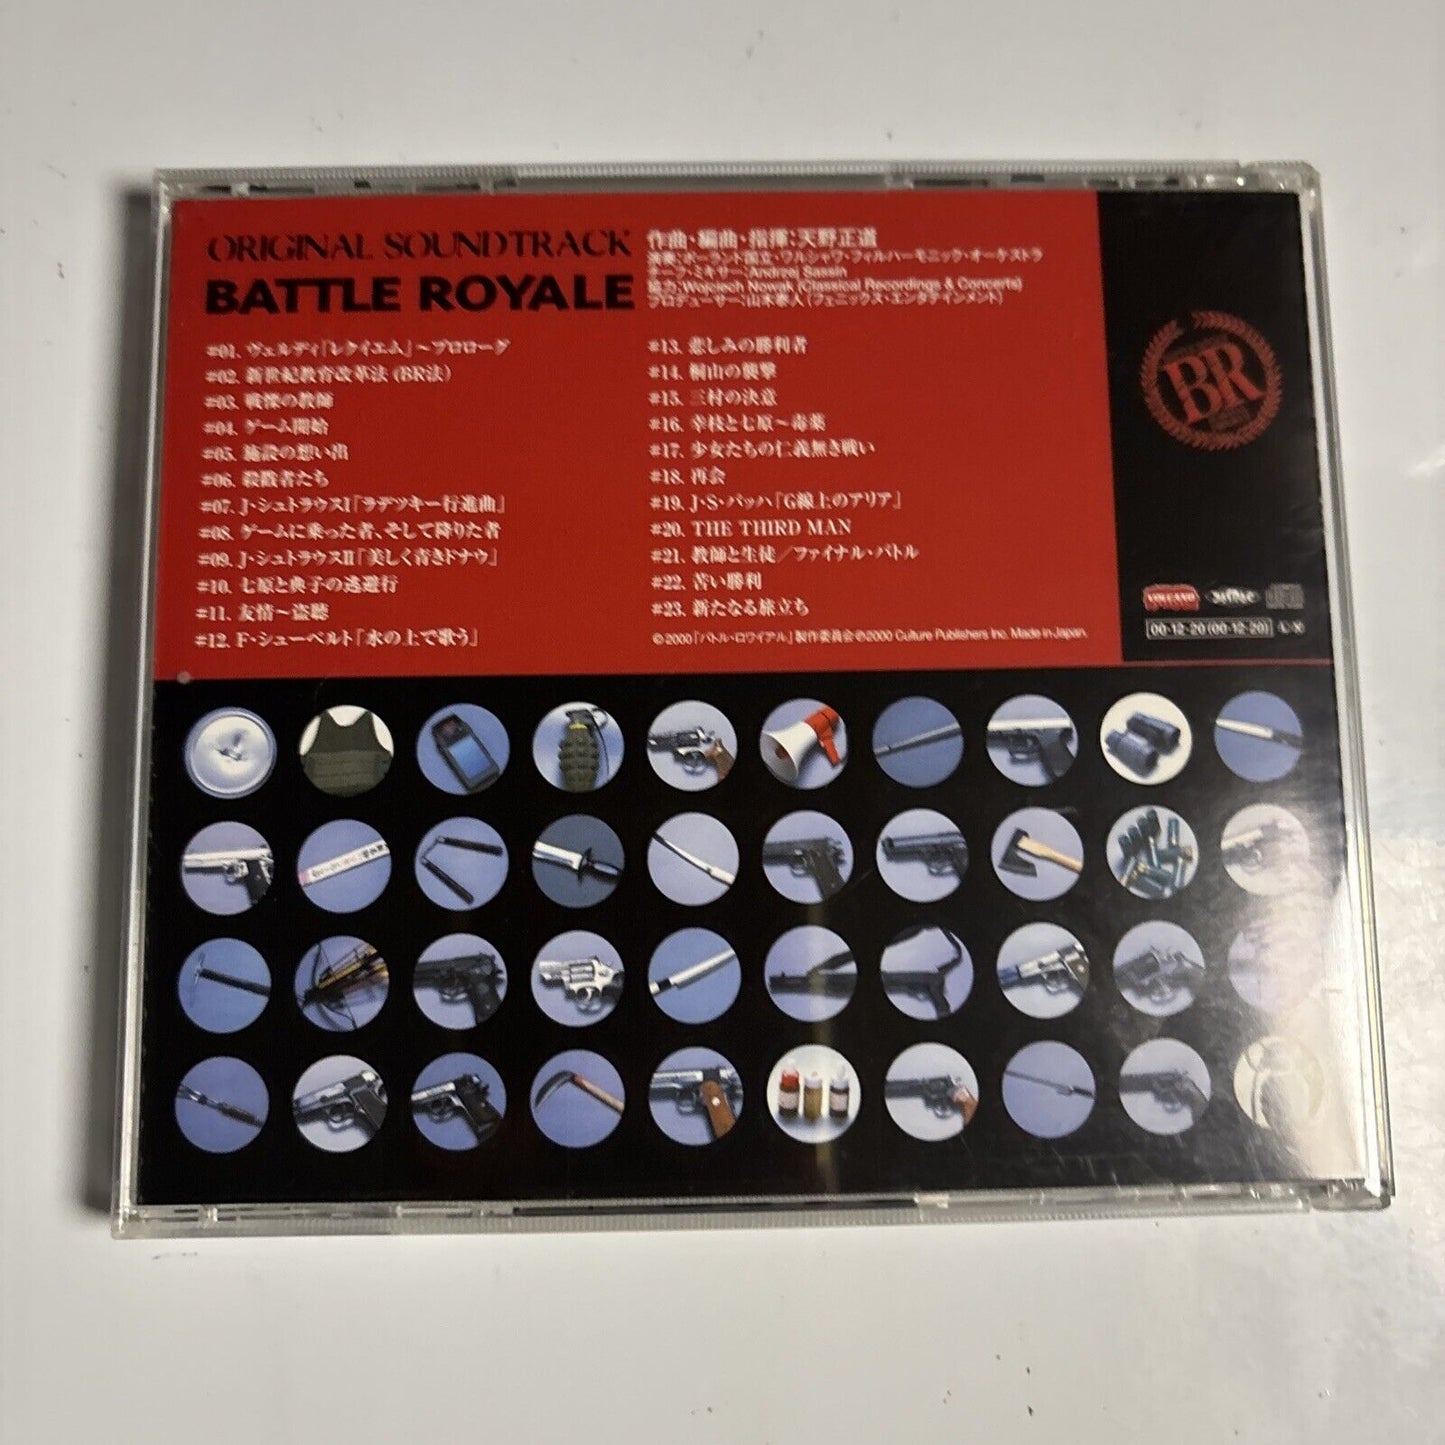 ORIGINAL SOUNDTRACK
BATTLE ROYALE
作曲・編曲・指揮:天野正道
演奏:ポーランド国立・ワルシャワ・フィルハーモニック・オーケストラ
チーフ・ミキサー:Andrzej Sassin
協力:Wojciech Nowak (Classical Recordings & Concerts)
プロデューサー:山木泰人 (フェニックス・エンタテインメント)
#01. ヴェルディ「レクイエム」〜プロローグ
#02. 新世紀教育改革法 (BR法)
#03. 戦慄の教師
#04. ゲーム開始
#05. 施設の想い出
#06. 殺戮者たち
#07. J・シュトラウスI「ラデツキー行進曲」
#08. ゲームに乗った者、そして降りた者
#09. J・シュトラウスII「美しく青きドナウ」
#10. 七原と典子の逃避行
#11. 友情〜盗聴
#12. F・シューベルト「水の上で歌う」
#13. 悲しみの勝利者
#14. 桐山の襲撃
#15. 三村の決意
#16. 幸枝と七原〜毒薬
#17. 少女たちの仁義無き戦い
#18. 再会
#19. J・S・バッハ「G線上のアリア」
#20. THE THIRD MAN
#21. 教師と生徒/ファイナル・バトル
#22. 苦い勝利
#23. 新たなる旅立ち
©2000「バトル・ロワイアル」製作委員会 ℗2000 Culture Publishers Inc. Made in Japan.
BR
VOLCANO
00・12・20(00・12・20)